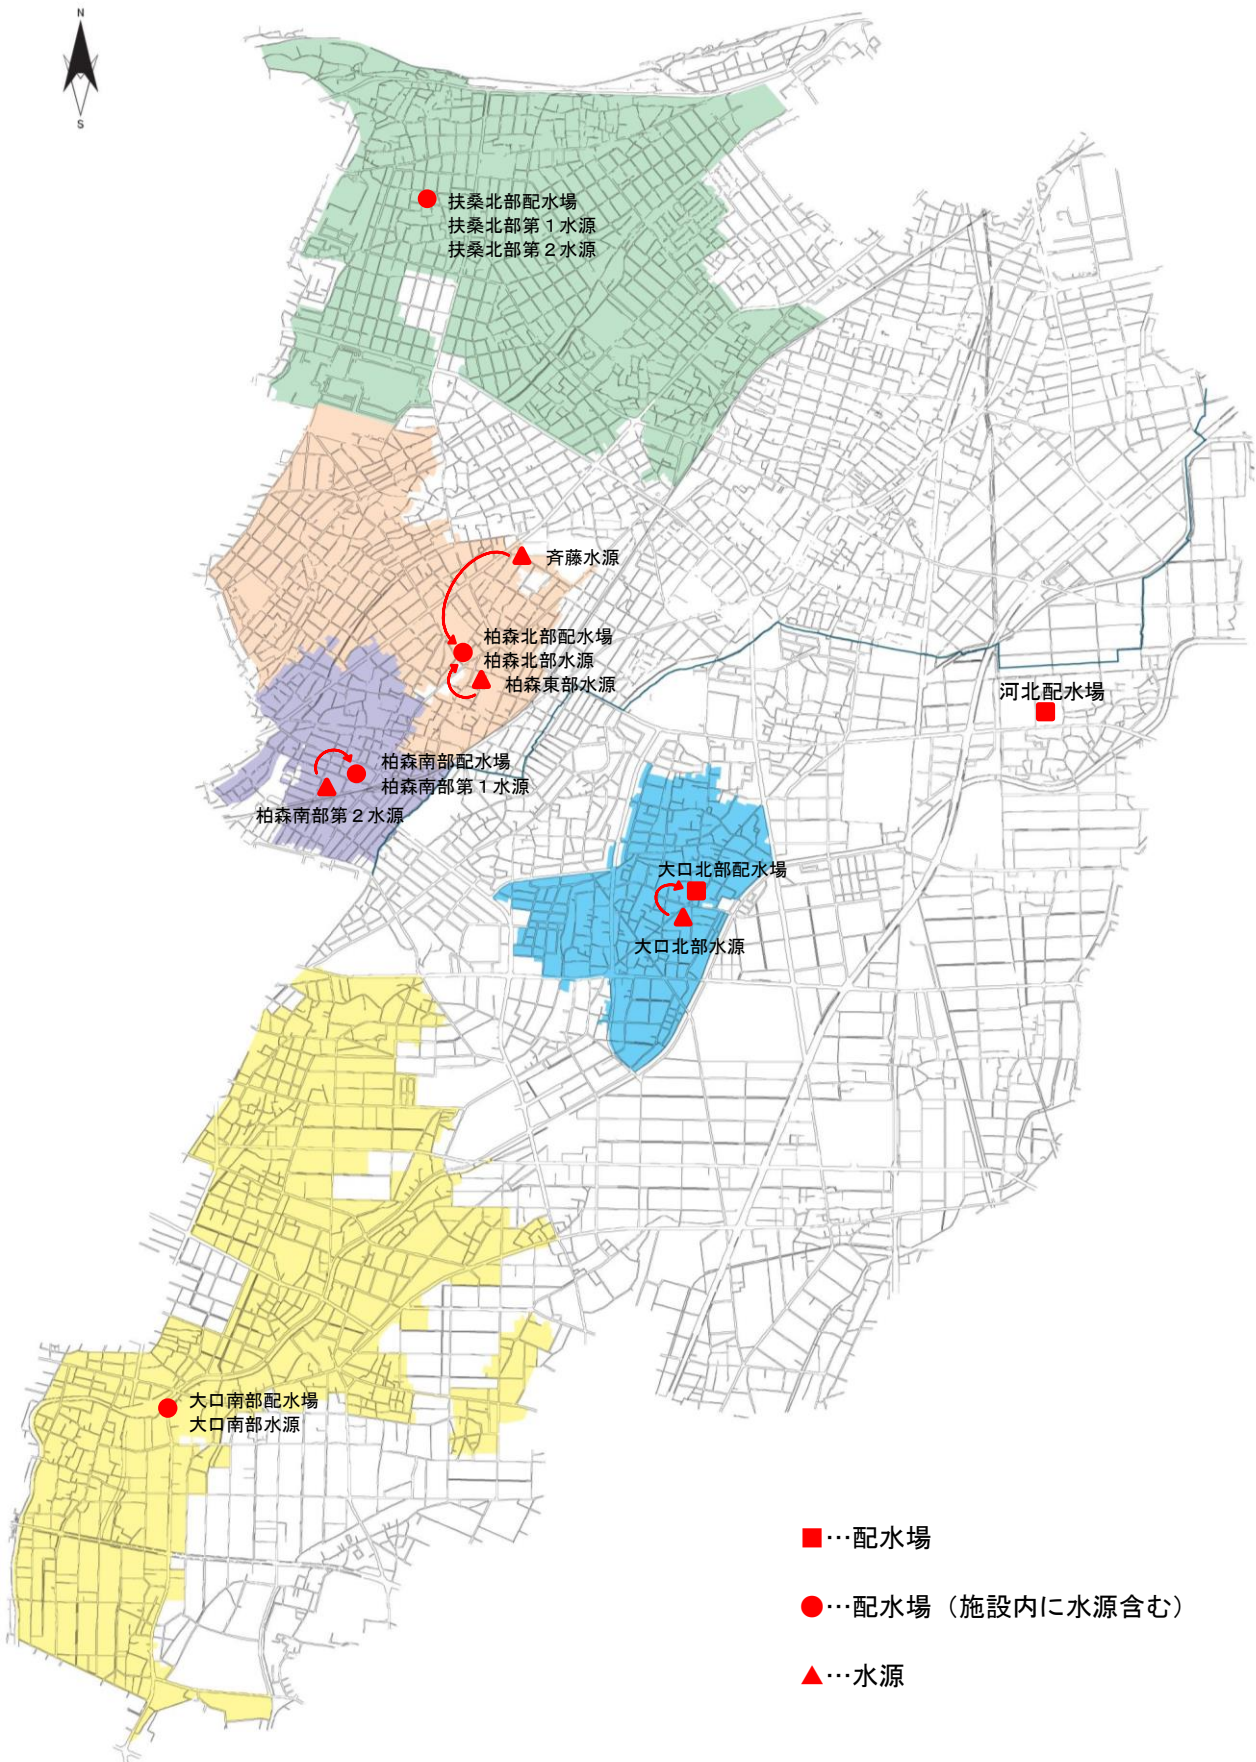 N
S
扶桑北部配水場
扶桑北部第１水源
扶桑北部第２水源
斉藤水源
柏森北部配水場
柏森北部水源
柏森東部水源
河北配水場
柏森南部配水場
柏森南部第１水源
柏森南部第２水源
大口北部配水場
大口北部水源
大口南部配水場
大口南部水源
■…配水場
●…配水場（施設内に水源含む）
▲…水源